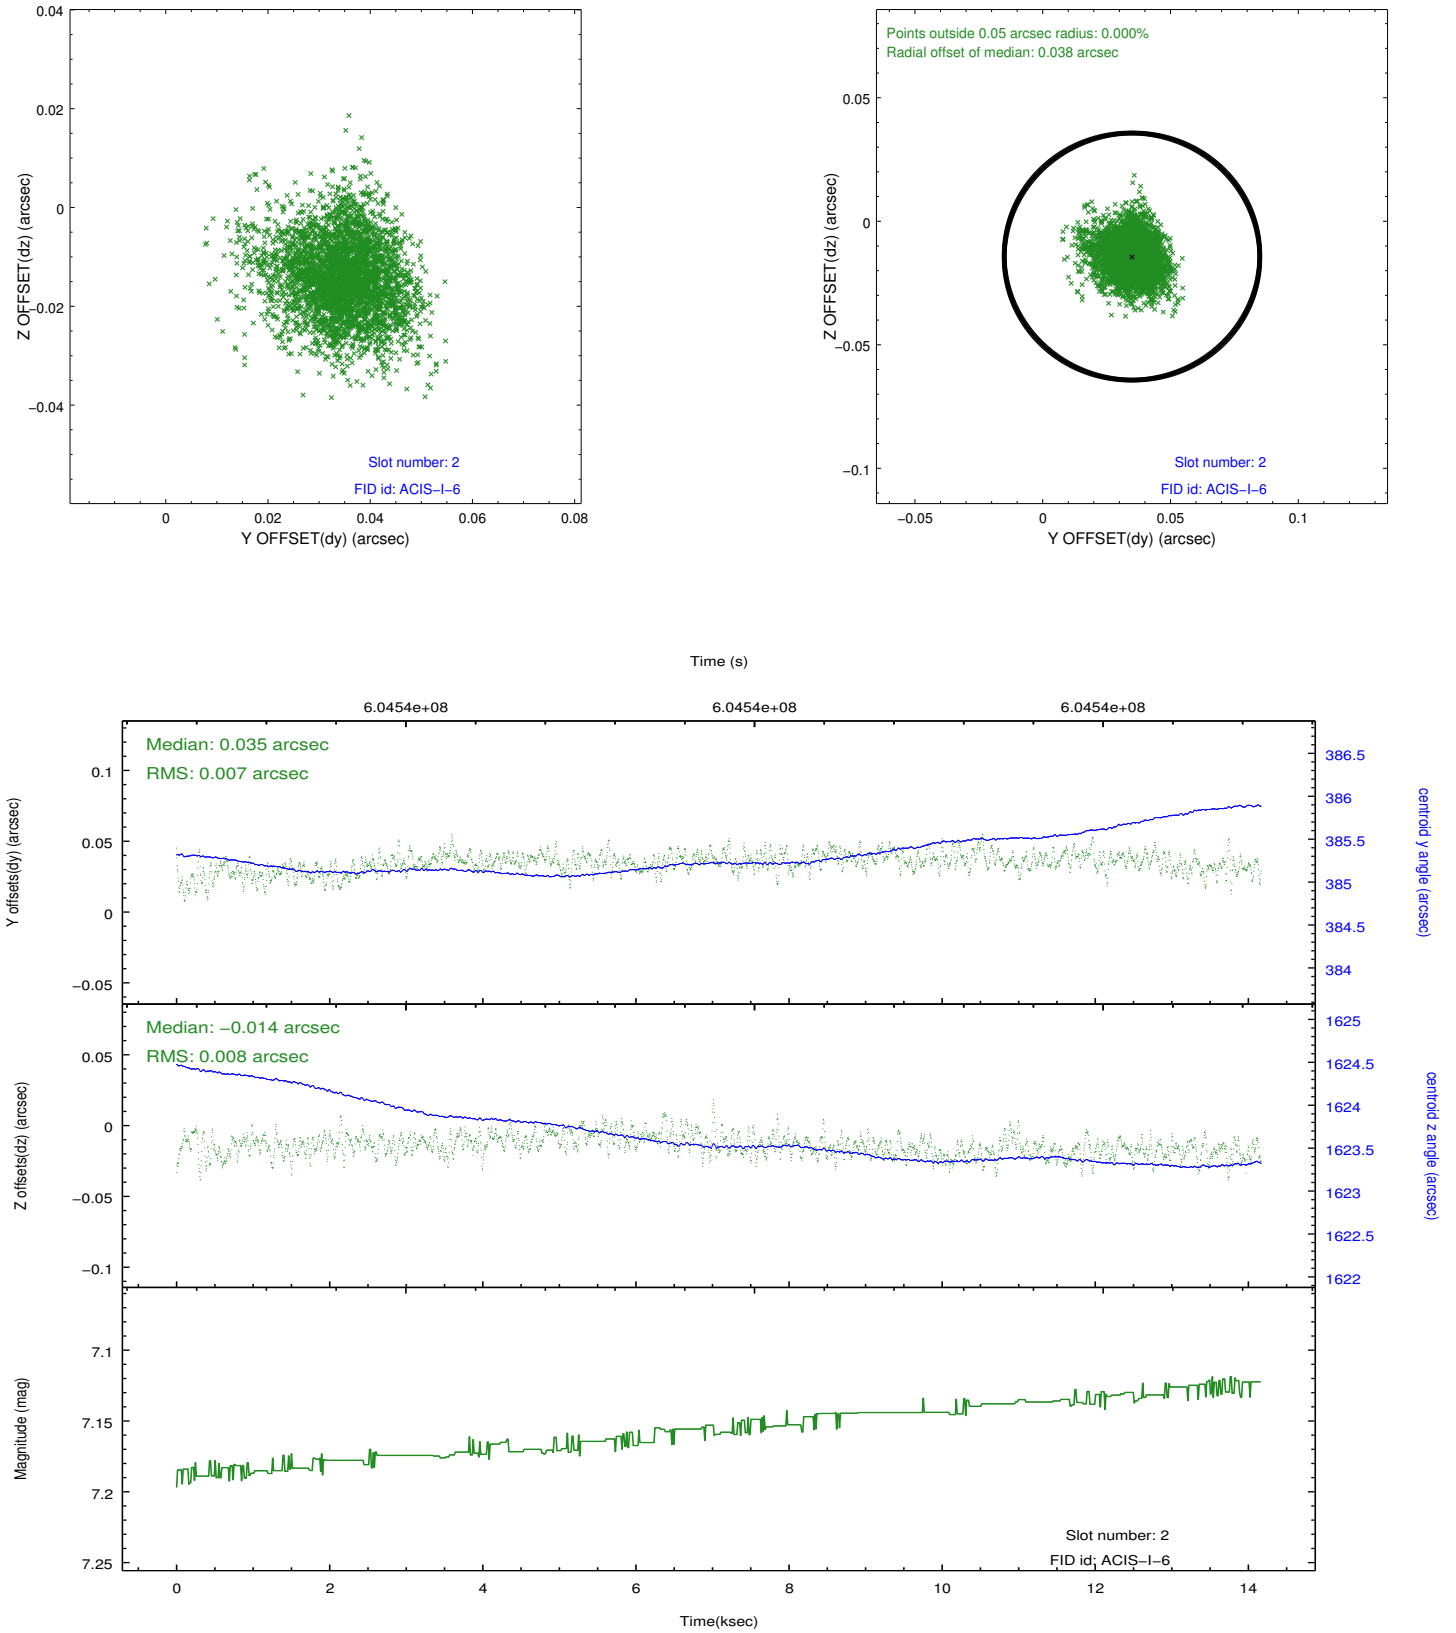 0.04
0.02
0
−0.02
−0.04
Z OFFSET(dz) (arcsec)
Slot number: 2
FID id: ACIS−I−6
0
0.02
0.04
0.06
0.08
Y OFFSET(dy) (arcsec)
Points outside 0.05 arcsec radius: 0.000%
Radial offset of median: 0.038 arcsec
0.05
0
−0.05
−0.1
Z OFFSET(dz) (arcsec)
Slot number: 2
FID id: ACIS−I−6
−0.05
0
0.05
0.1
Y OFFSET(dy) (arcsec)
Time (s)
6.0454e+08
6.0454e+08
6.0454e+08
Median: 0.035 arcsec
RMS: 0.007 arcsec
0.1
0.05
0
−0.05
Y offsets(dy) (arcsec)
386.5
386
385.5
385
384.5
384
centroid y angle (arcsec)
Median: −0.014 arcsec
RMS: 0.008 arcsec
0.05
0
−0.05
−0.1
Z offsets(dz) (arcsec)
1625
1624.5
1624
1623.5
1623
1622.5
1622
centroid z angle (arcsec)
7.1
7.15
7.2
7.25
Magnitude (mag)
Slot number: 2
FID id: ACIS−I−6
0
2
4
6
8
10
12
14
Time(ksec)